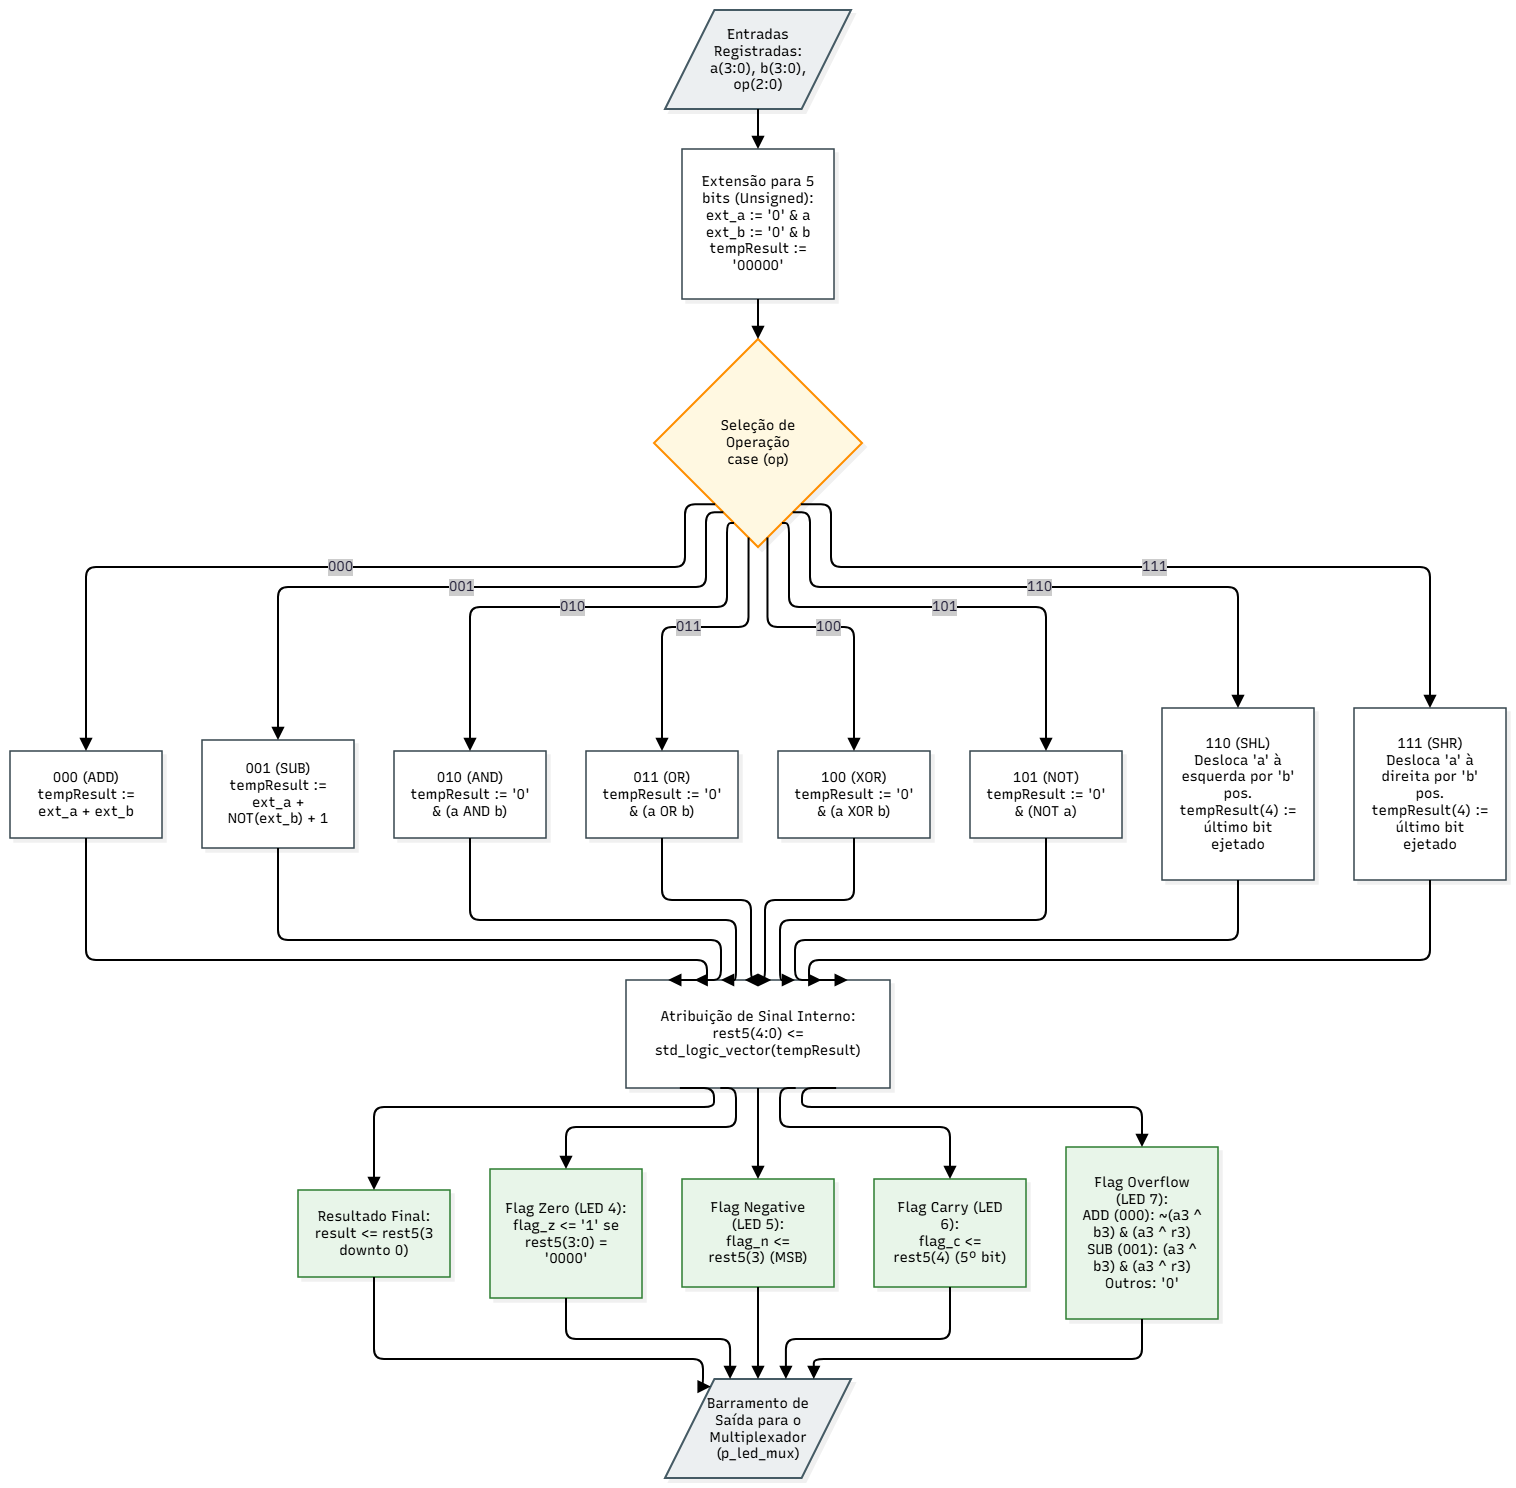 Entradas
Registradas:
a(3:0), b(3:0),
op(2:0)
Extensão para 5
bits (Unsigned):
ext_a := '0' & a
ext_b := '0' & b
tempResult :=
'00000'
Seleção de
Operação
case (op)
000
001
010
011
100
101
110
111
000 (ADD)
tempResult :=
ext_a + ext_b
001 (SUB)
tempResult :=
ext_a +
NOT(ext_b) + 1
010 (AND)
tempResult := '0'
& (a AND b)
011 (OR)
tempResult := '0'
& (a OR b)
100 (XOR)
tempResult := '0'
& (a XOR b)
101 (NOT)
tempResult := '0'
& (NOT a)
110 (SHL)
Desloca 'a' à
esquerda por 'b'
pos.
tempResult(4) :=
último bit
ejetado
111 (SHR)
Desloca 'a' à
direita por 'b'
pos.
tempResult(4) :=
último bit
ejetado
Atribuição de Sinal Interno:
rest5(4:0) <=
std_logic_vector(tempResult)
Resultado Final:
result <= rest5(3
downto 0)
Flag Zero (LED 4):
flag_z <= '1' se
rest5(3:0) =
'0000'
Flag Negative
(LED 5):
flag_n <=
rest5(3) (MSB)
Flag Carry (LED
6):
flag_c <=
rest5(4) (5º bit)
Flag Overflow
(LED 7):
ADD (000): ~(a3 ^
b3) & (a3 ^ r3)
SUB (001): (a3 ^
b3) & (a3 ^ r3)
Outros: '0'
Barramento de
Saída para o
Multiplexador
(p_led_mux)